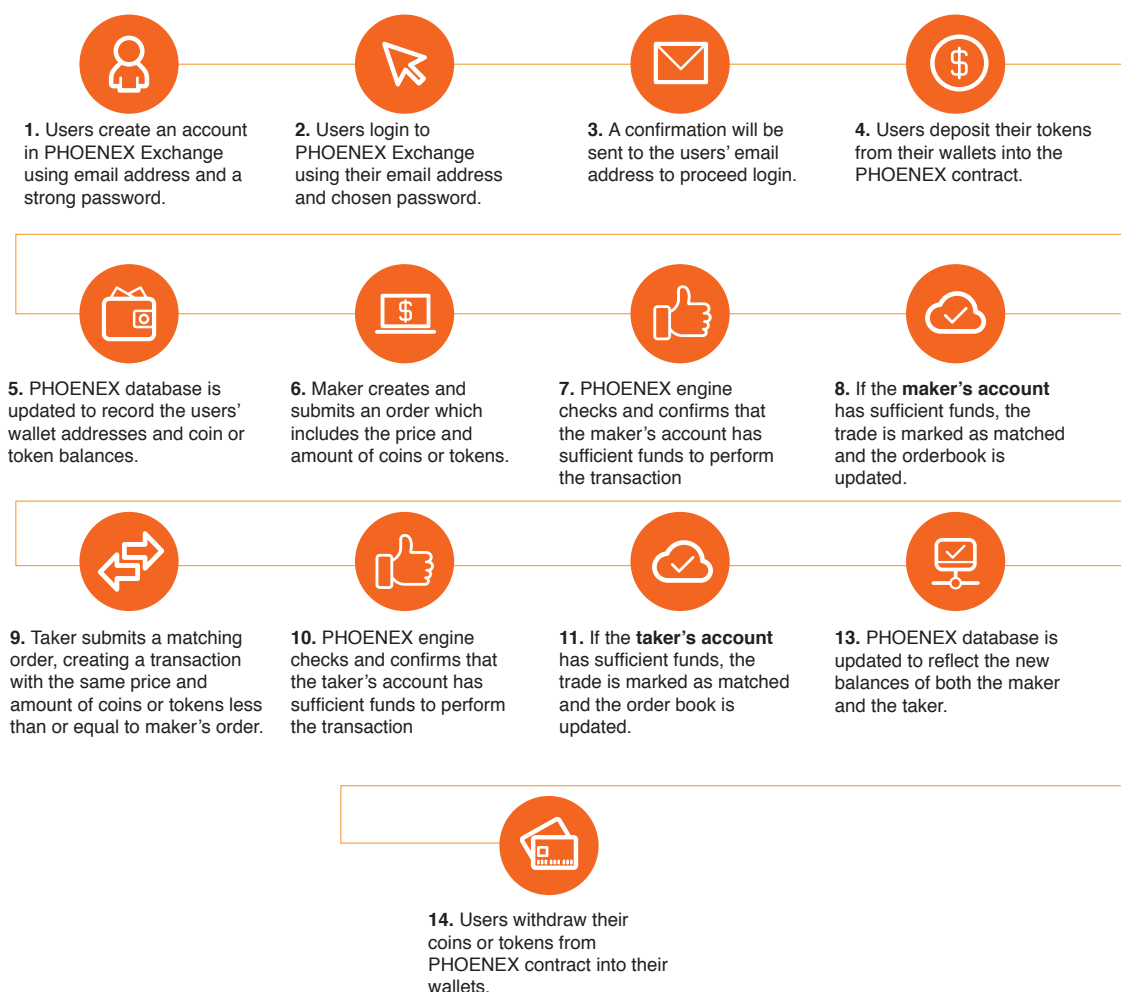 1. Users create an account
in PHOENEX Exchange
using email address and a
strong password.
2. Users login to
PHOENEX Exchange
using their email address
and chosen password.
3. A confirmation will be
sent to the users' email
address to proceed login.
4. Users deposit their tokens
from their wallets into the
PHOENEX contract.
5. PHOENEX database is
updated to record the users'
wallet addresses and coin or
token balances.
6. Maker creates and
submits an order which
includes the price and
amount of coins or tokens.
7. PHOENEX engine
checks and confirms that
the maker's account has
sufficient funds to perform
the transaction
8. If the maker's account
has sufficient funds, the
trade is marked as matched
and the orderbook is
updated.
9. Taker submits a matching
order, creating a transaction
with the same price and
amount of coins or tokens less
than or equal to maker's order.
10. PHOENEX engine
checks and confirms that
the taker's account has
sufficient funds to perform
the transaction
11. If the taker's account
has sufficient funds, the
trade is marked as matched
and the order book is
updated.
13. PHOENEX database is
updated to reflect the new
balances of both the maker
and the taker.
14. Users withdraw their
coins or tokens from
PHOENEX contract into their
wallets.